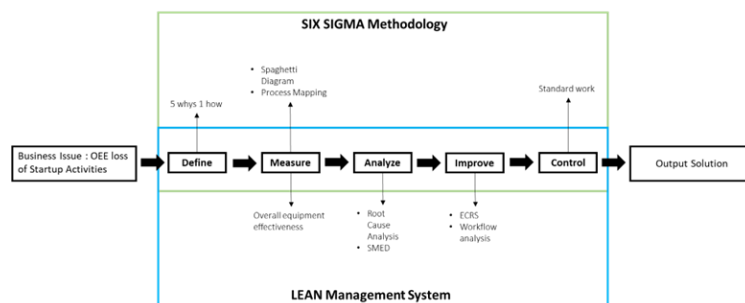 SIX SIGMA Methodology
• Spaghetti
Diagram
• Process Mapping
5 whys 1 how
Standard work
Business Issue : OEE loss
of Startup Activities
Define
Measure
Analyze
Improve
Control
Output Solution
Overall equipment
effectiveness
• Root
Cause
Analysis
• SMED
• ECRS
• Workflow
analysis
LEAN Management System